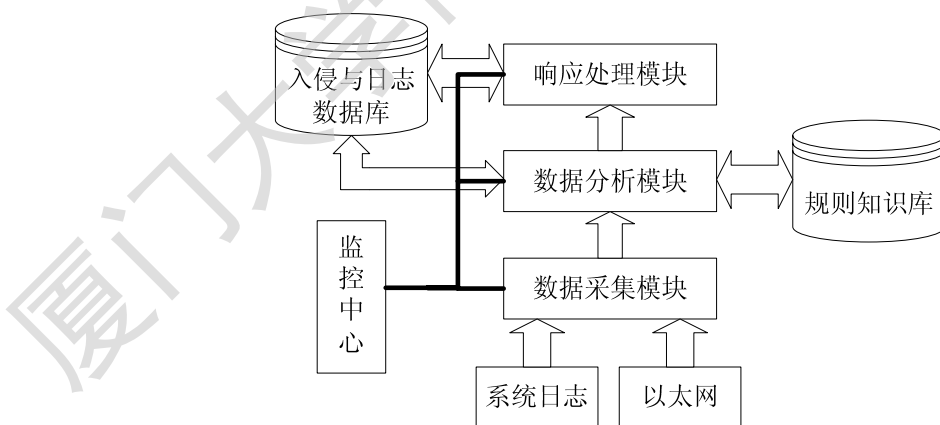 入侵与日志
数据库
响应处理模块
数据分析模块
规则知识库
监
控
中
心
数据采集模块
系统日志
以太网
厦门大学